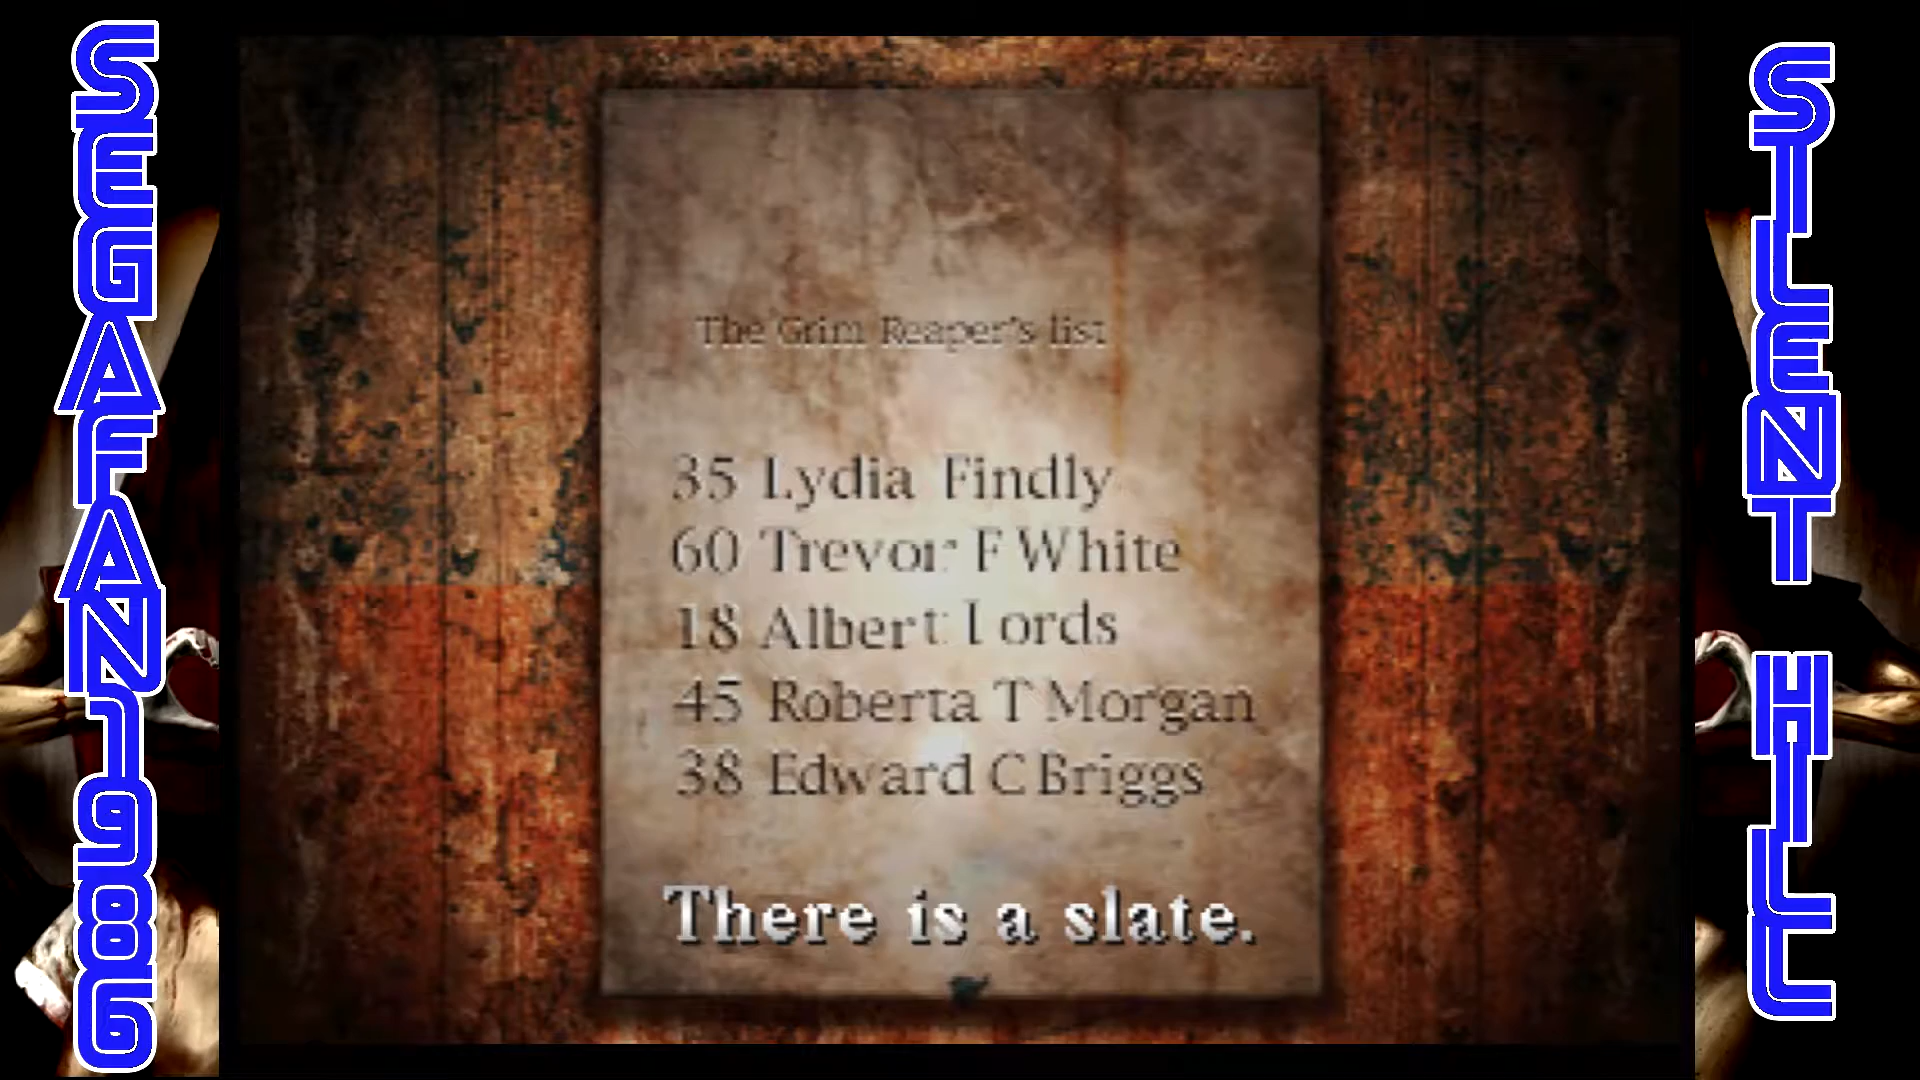 SEGAFAN1986
The Grim Reaper's list
35 Lydia Findly
60 Trevor F White
18 Albert Lords
45 Roberta T Morgan
38 Edward C Briggs
There is a slate.
SILENT HILL